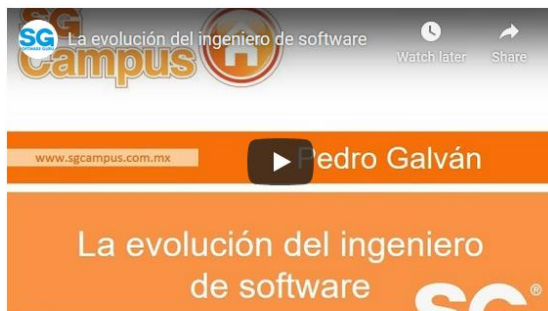 SG
SOFTWARE GURU
La evolución del ingeniero de software
Watch later
Share
SG
Campus
www.sgcampus.com.mx
Pedro Galván
La evolución del ingeniero
de software
SG®